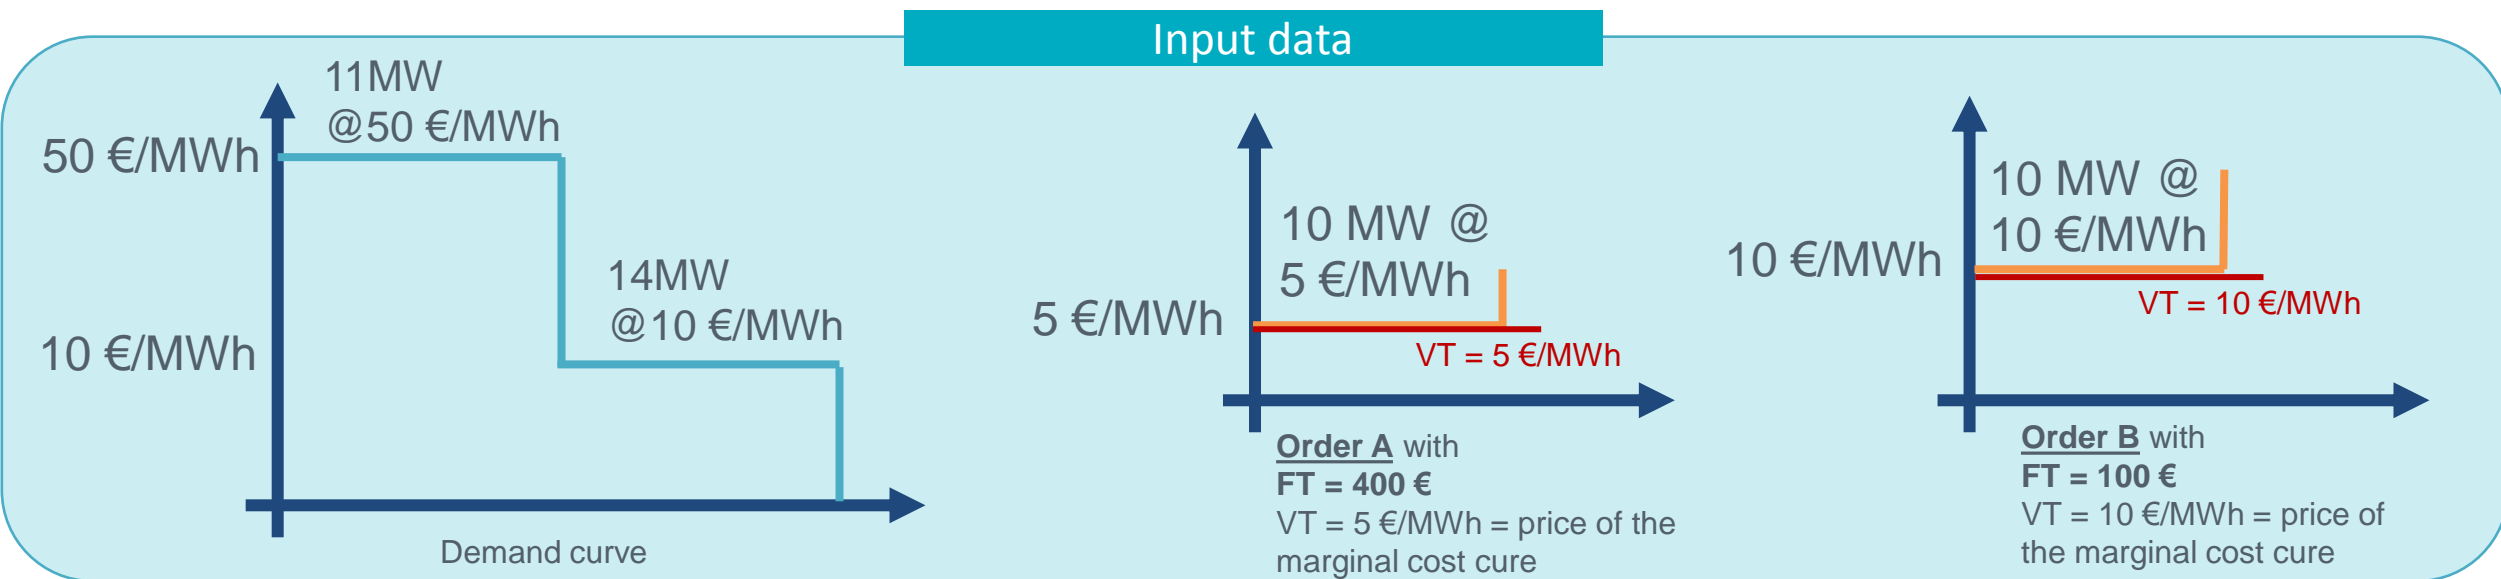 Input data
11MW
@50 €/MWh
50 €/MWh
14MW
@10 €/MWh
10 €/MWh
Demand curve
10 MW @
5 €/MWh
5 €/MWh
VT = 5 €/MWh
Order A with
FT = 400 €
VT = 5 €/MWh = price of the
marginal cost cure
10 MW @
10 €/MWh
10 €/MWh
VT = 10 €/MWh
Order B with
FT = 100 €
VT = 10 €/MWh = price of
the marginal cost cure